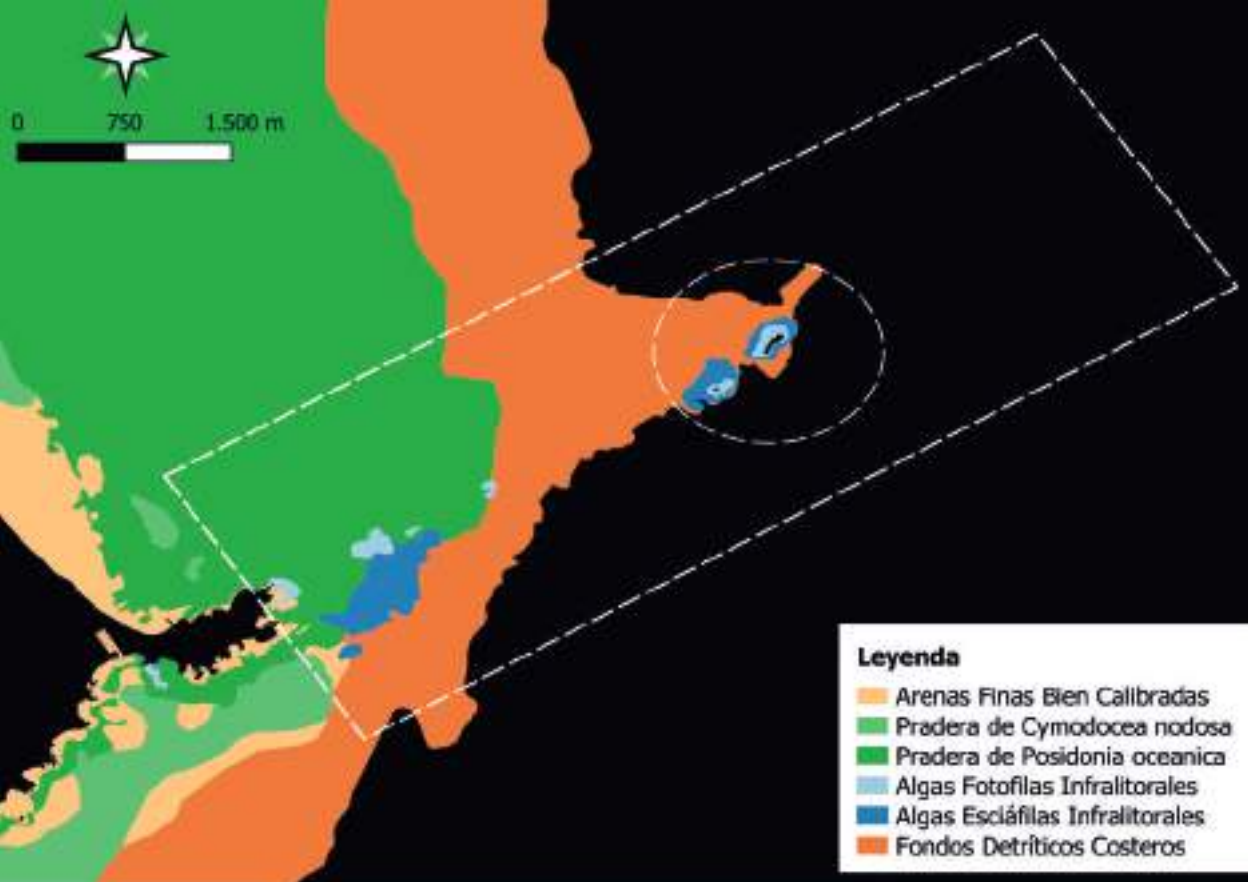 0 750 1.500 m
Leyenda
Arenas Finas Bien Calibradas
Pradera de Cymodocea nodosa
Pradera de Posidonia oceanica
Algas Fotofilas Infralitorales
Algas Esciáfilas Infralitorales
Fondos Detríticos Costeros